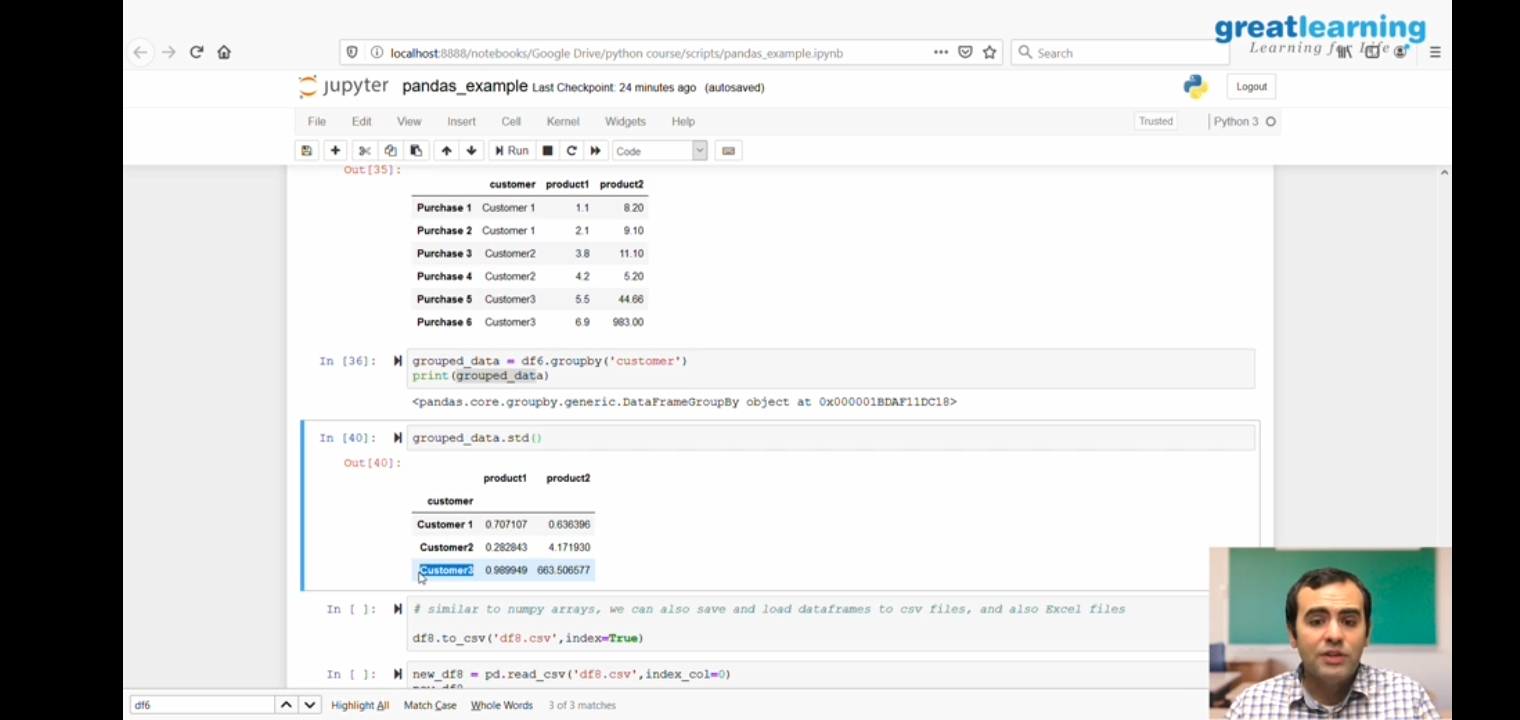 greatlearning
Learning for Life
localhost:8888/notebooks/Google Drive/python course/scripts/pandas_example.ipynb
Search
jupyter pandas_example Last Checkpoint: 24 minutes ago (autosaved)
Logout
File Edit View Insert Cell Kernel Widgets Help
Trusted
Python 3
Run
Code
Out[35]:
customer product1 product2
Purchase 1 Customer 1 1.1 8.20
Purchase 2 Customer 1 2.1 9.10
Purchase 3 Customer2 3.8 11.10
Purchase 4 Customer2 4.2 5.20
Purchase 5 Customer3 5.5 44.66
Purchase 6 Customer3 6.9 983.00
In [36]: grouped_data = df6.groupby('customer')
print(grouped_data)
<pandas.core.groupby.generic.DataFrameGroupBy object at 0x000001BDAF11DC18>
In [40]: grouped_data.std()
Out[40]:
product1 product2
customer
Customer 1 0.707107 0.636396
Customer2 0.282843 4.171930
Customer3 0.989949 663.506577
In [ ]: # similar to numpy arrays, we can also save and load dataframes to csv files, and also Excel files
df8.to_csv('df8.csv',index=True)
In [ ]: new_df8 = pd.read_csv('df8.csv',index_col=0)
new_df8
df6
Highlight All Match Case Whole Words 3 of 3 matches